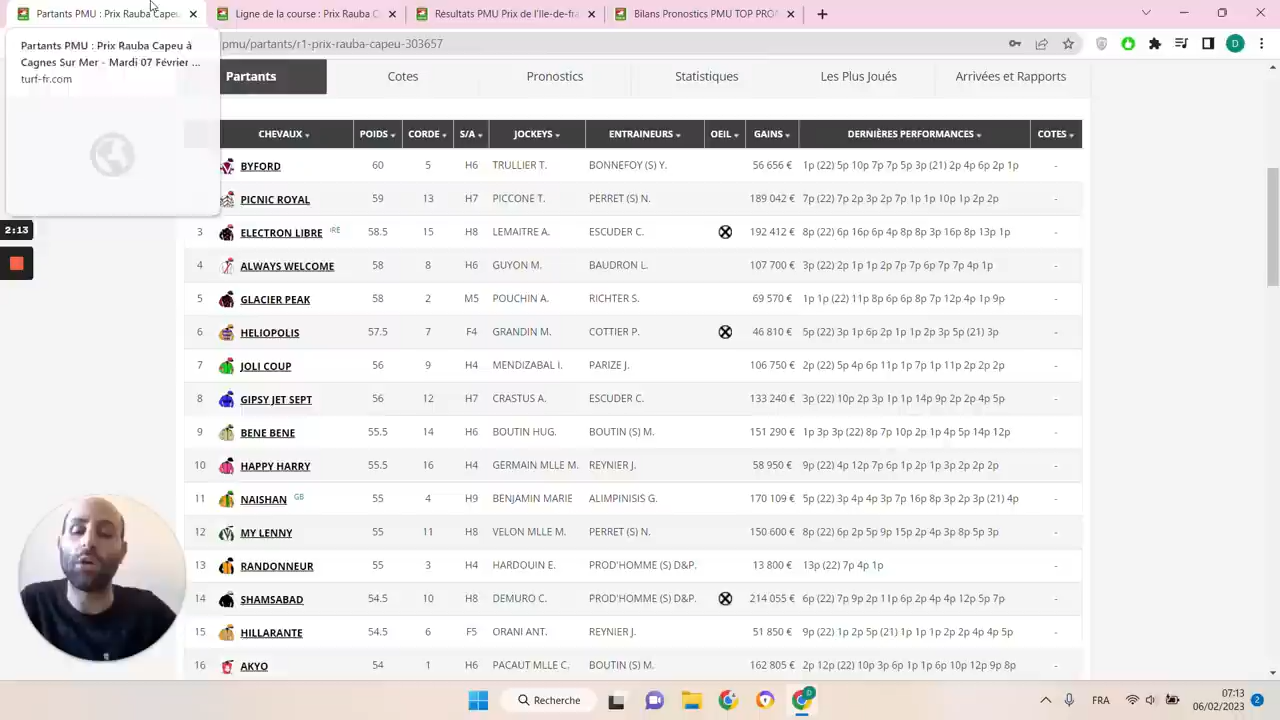 Partants PMU : Prix Rauba Capeu
Ligne de la course : Prix Rauba C
Résultats PMU Prix de l'Ile-de-fra
Bilans Pronostics PMU TOP PRO
Partants PMU : Prix Rauba Capeu à
Cagnes Sur Mer - Mardi 07 Février ...
turf-fr.com
pmu/partants/r1-prix-rauba-capeu-303657
D
Partants Cotes Pronostics Statistiques Les Plus Joués Arrivées et Rapports
CHEVAUX POIDS CORDE S/A JOCKEYS ENTRAINEURS OEIL GAINS DERNIÈRES PERFORMANCES COTES
BYFORD 60 5 H6 TRULLIER T. BONNEFOY (S) Y. 56 656 € 1p (22) 5p 10p 7p 7p 5p 3p (21) 2p 4p 6p 2p 1p -
PICNIC ROYAL 59 13 H7 PICCONE T. PERRET (S) N. 189 042 € 7p (22) 7p 2p 3p 2p 7p 1p 1p 10p 1p 2p 2p -
2:13
3 ELECTRON LIBRE IRE 58.5 15 H8 LEMAITRE A. ESCUDER C. 192 412 € 8p (22) 6p 16p 6p 4p 8p 8p 3p 16p 8p 13p 1p -
4 ALWAYS WELCOME 58 8 H6 GUYON M. BAUDRON L. 107 700 € 3p (22) 2p 1p 1p 2p 7p 7p 6p 7p 7p 4p 1p -
5 GLACIER PEAK 58 2 M5 POUCHIN A. RICHTER S. 69 570 € 1p 1p (22) 11p 8p 6p 6p 8p 7p 12p 4p 1p 9p -
6 HELIOPOLIS 57.5 7 F4 GRANDIN M. COTTIER P. 46 810 € 5p (22) 3p 1p 6p 2p 1p 1p 2p 3p 5p (21) 3p -
7 JOLI COUP 56 9 H4 MENDIZABAL I. PARIZE J. 106 750 € 2p (22) 5p 4p 6p 11p 1p 7p 1p 11p 2p 2p 2p -
8 GIPSY JET SEPT 56 12 H7 CRASTUS A. ESCUDER C. 133 240 € 3p (22) 10p 2p 3p 1p 1p 14p 9p 2p 2p 4p 5p -
9 BENE BENE 55.5 14 H6 BOUTIN HUG. BOUTIN (S) M. 151 290 € 1p 3p 3p (22) 8p 7p 10p 2p 1p 4p 5p 14p 12p -
10 HAPPY HARRY 55.5 16 H4 GERMAIN MLLE M. REYNIER J. 58 950 € 9p (22) 4p 12p 7p 6p 1p 2p 1p 3p 2p 2p 2p -
11 NAISHAN GB 55 4 H9 BENJAMIN MARIE ALIMPINISIS G. 170 109 € 5p (22) 3p 4p 4p 3p 7p 16p 8p 3p 2p 3p (21) 4p -
12 MY LENNY 55 11 H8 VELON MLLE M. PERRET (S) N. 150 600 € 8p (22) 6p 2p 5p 9p 15p 2p 4p 3p 8p 5p 3p -
13 RANDONNEUR 55 3 H4 HARDOUIN E. PROD'HOMME (S) D&P. 13 800 € 13p (22) 7p 4p 1p -
14 SHAMSABAD 54.5 10 H8 DEMURO C. PROD'HOMME (S) D&P. 214 055 € 6p (22) 7p 9p 2p 11p 6p 2p 4p 4p 12p 5p 7p -
15 HILLARANTE 54.5 6 F5 ORANI ANT. REYNIER J. 51 850 € 9p (22) 1p 2p 5p (21) 1p 1p 1p 2p 2p 4p 4p 5p -
16 AKYO 54 1 H6 PACAUT MLLE C. BOUTIN (S) M. 162 805 € 2p 12p (22) 10p 3p 6p 1p 1p 6p 10p 12p 9p 8p -
Recherche
D
FRA
07:13
06/02/2023
2